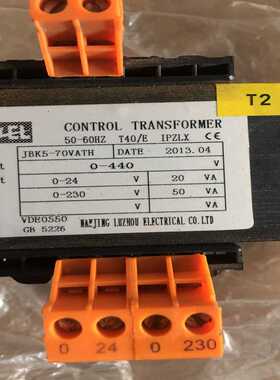 LEL
CONTROL TRANSFORMER
50-60HZ T40/E IPZLX CE
T2
JBK5-70VATH DATE 2013.04
0-440 V
0-24 V 20 VA
0-230 V 50 VA
VDE0550
GB 5226
NANJING LUZHOU ELECTRICAL CO.LTD
0 24 0 230